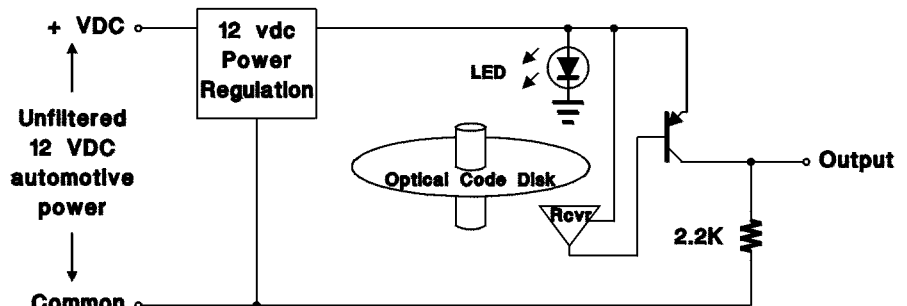 + VDC
12 vdc
Power
Regulation
LED
Unfiltered
12 VDC
automotive
power
Optical Code Disk
Output
Rcvr
2.2K
Common